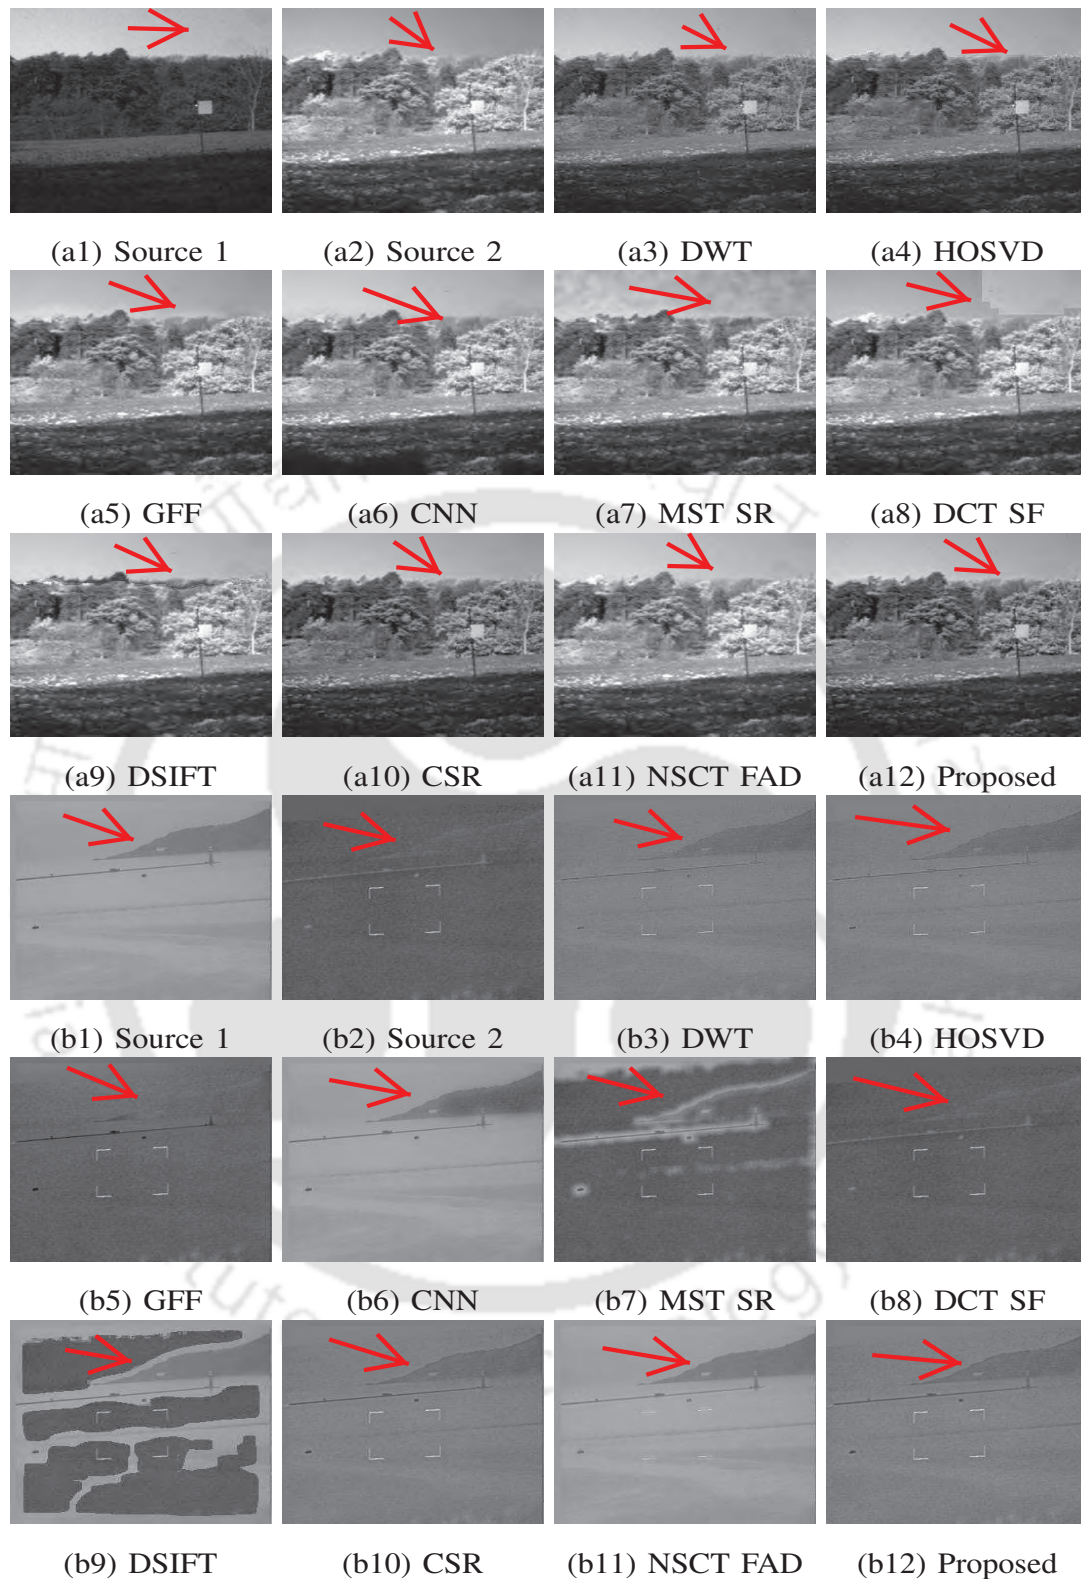 (a1) Source 1 (a2) Source 2 (a3) DWT (a4) HOSVD
(a5) GFF (a6) CNN (a7) MST SR (a8) DCT SF
(a9) DSIFT (a10) CSR (a11) NSCT FAD (a12) Proposed
(b1) Source 1 (b2) Source 2 (b3) DWT (b4) HOSVD
(b5) GFF (b6) CNN (b7) MST SR (b8) DCT SF
(b9) DSIFT (b10) CSR (b11) NSCT FAD (b12) Proposed